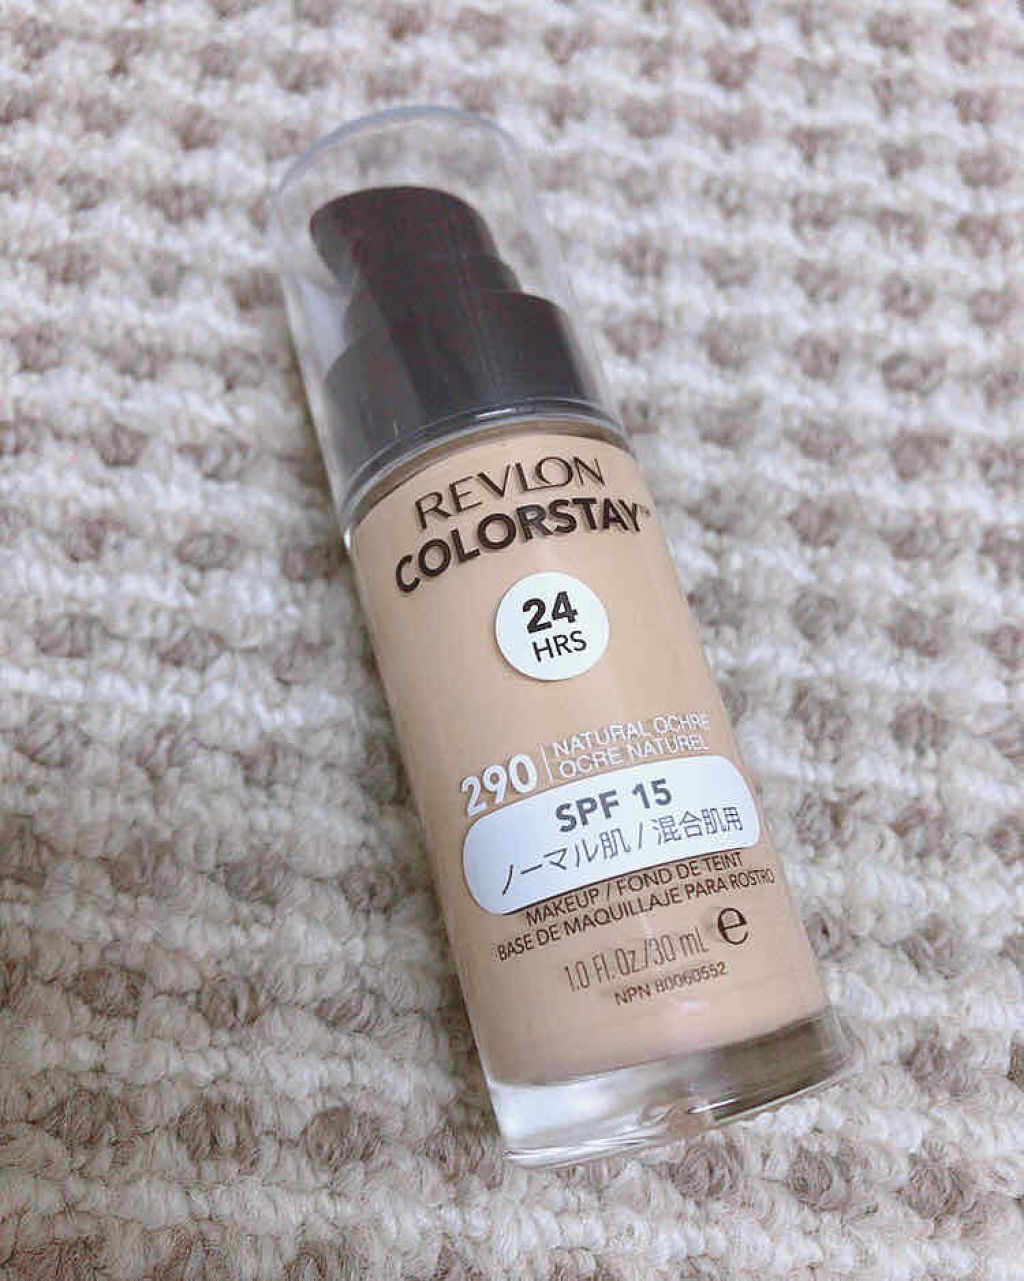 REVLON
COLORSTAY™
24
HRS
290 | NATURAL OCHRE
OCRE NATUREL
SPF 15
ノーマル肌 / 混合肌用
MAKEUP / FOND DE TEINT
BASE DE MAQUILLAJE PARA ROSTRO
1.0 Fl. Oz./30 mL e
NPN 80060552